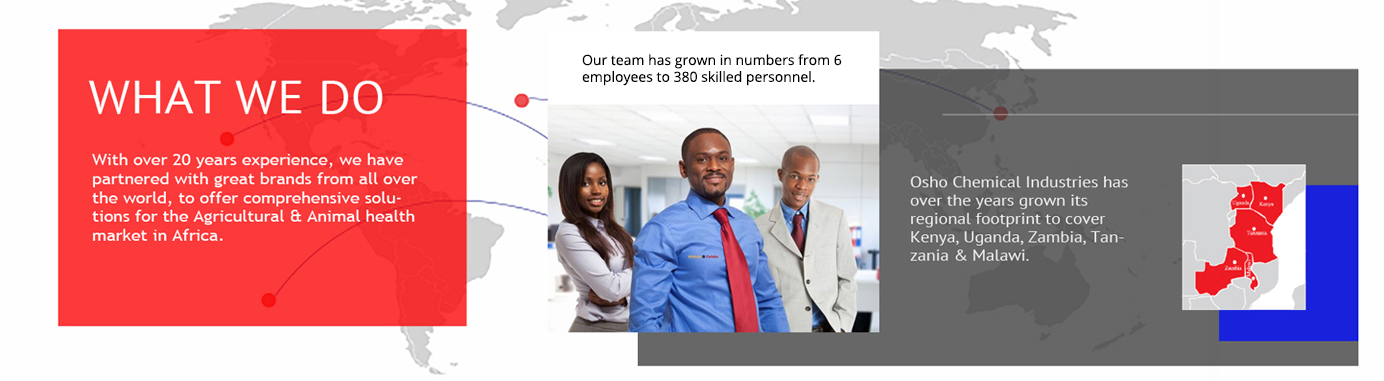 WHAT WE DO
With over 20 years experience, we have
partnered with great brands from all over
the world, to offer comprehensive solu-
tions for the Agricultural & Animal health
market in Africa.
Our team has grown in numbers from 6
employees to 380 skilled personnel.
Osho Chemical Industries has
over the years grown its
regional footprint to cover
Kenya, Uganda, Zambia, Tan-
zania & Malawi.
Uganda
Kenya
Tanzania
Zambia